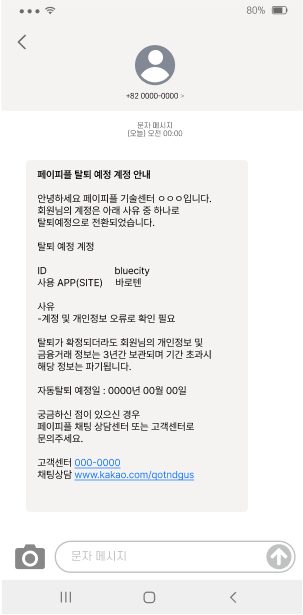 80%
+82 0000-0000 >
문자 메시지
[오늘] 오전 00:00
페이피플 탈퇴 예정 계정 안내
안녕하세요 페이피플 기술센터 ㅇㅇㅇ입니다.
회원님의 계정은 아래 사유 중 하나로
탈퇴예정으로 전환되었습니다.
탈퇴 예정 계정
ID bluecity
사용 APP(SITE) 바로텐
사유
-계정 및 개인정보 오류로 확인 필요
탈퇴가 확정되더라도 회원님의 개인정보 및
금융거래 정보는 3년간 보관되며 기간 초과시
해당 정보는 파기됩니다.
자동탈퇴 예정일 : 0000년 00월 00일
궁금하신 점이 있으신 경우
페이피플 채팅 상담센터 또는 고객센터로
문의주세요.
고객센터 000-0000
채팅상담 www.kakao.com/qotndgus
문자 메시지